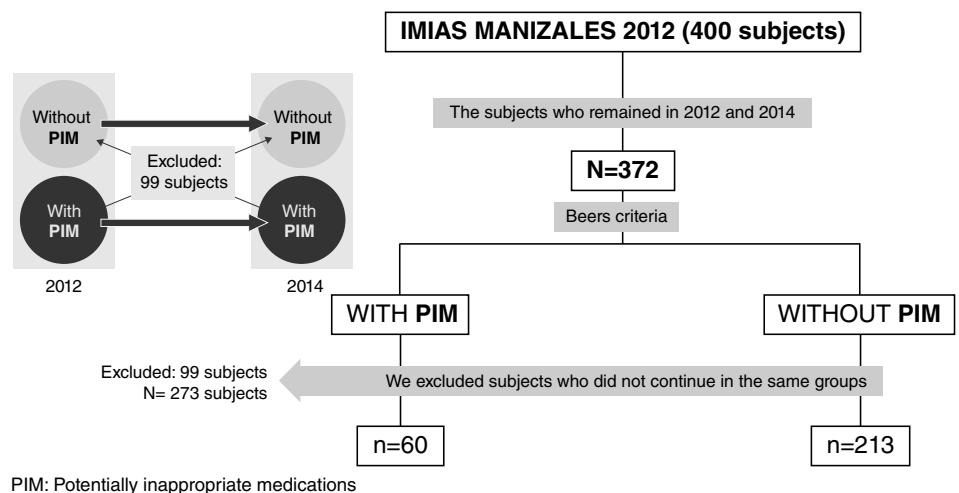 IMIAS MANIZALES 2012 (400 subjects)
The subjects who remained in 2012 and 2014
N=372
Beers criteria
Without
PIM
Without
PIM
Excluded:
99 subjects
With
PIM
With
PIM
2012
2014
WITH PIM
WITHOUT PIM
Excluded: 99 subjects
N= 273 subjects
We excluded subjects who did not continue in the same groups
n=60
n=213
PIM: Potentially inappropriate medications